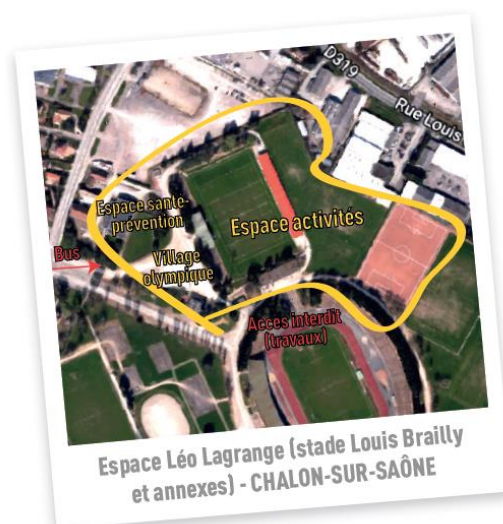 D319
Rue Louis
Espace santé-
prévention
Espace activités
Bus
Village
olympique
Accès interdit
(travaux)
Espace Léo Lagrange (stade Louis Brailly
et annexes) - CHALON-SUR-SAÔNE